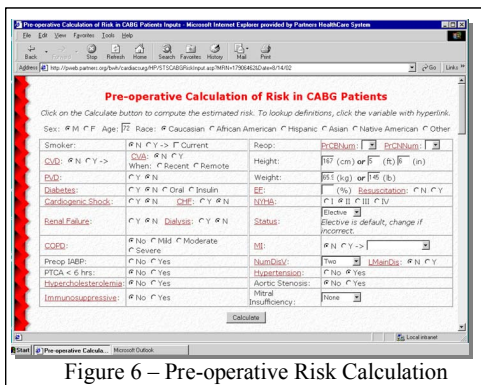 Pre-operative Calculation of Risk in CABG Patients Inputs - Microsoft Internet Explorer provided by Partners HealthCare System
File Edit View Favorites Tools Help
Back Stop Refresh Home Search Favorites History Mail Print
Address http://pweb.partners.org/bwh/cardiacsurg/HPI/STSCABGRiskInput.asp?MRN=17906462&Date=8/14/02 Go Links »
Pre-operative Calculation of Risk in CABG Patients
Click on the Calculate button to compute the estimated risk. To lookup definitions, click the variable with hyperlink.
Sex: M F Age: 72 Race: Caucasian African American Hispanic Asian Native American Other
Smoker: N Y -> Current Reop: PrCBNum: PrCNNum:
CVD: N Y -> CVA: N Y When: Recent Remote Height: 167 (cm) or 5 (ft) 6 (in)
PVD: Y N Weight: 65.9 (kg) or 145 (lb)
Diabetes: Y N Oral Insulin EF: (%) Resuscitation: N Y
Cardiogenic Shock: Y N CHF: Y N NYHA: I II III IV
Renal Failure: Y N Dialysis: Y N Status: Elective
Elective is default, change if incorrect.
COPD: No Mild Moderate Severe MI: N Y ->
Preop IABP: No Yes NumDisV: Two LMainDis: N Y
PTCA < 6 hrs: No Yes Hypertension: No Yes
Hypercholesterolemia: No Yes Aortic Stenosis: No Yes
Immunosuppressive: No Yes Mitral Insufficiency: None
Calculate
Local intranet
Start Pre-operative Calcula... Microsoft Outlook
Figure 6 – Pre-operative Risk Calculation